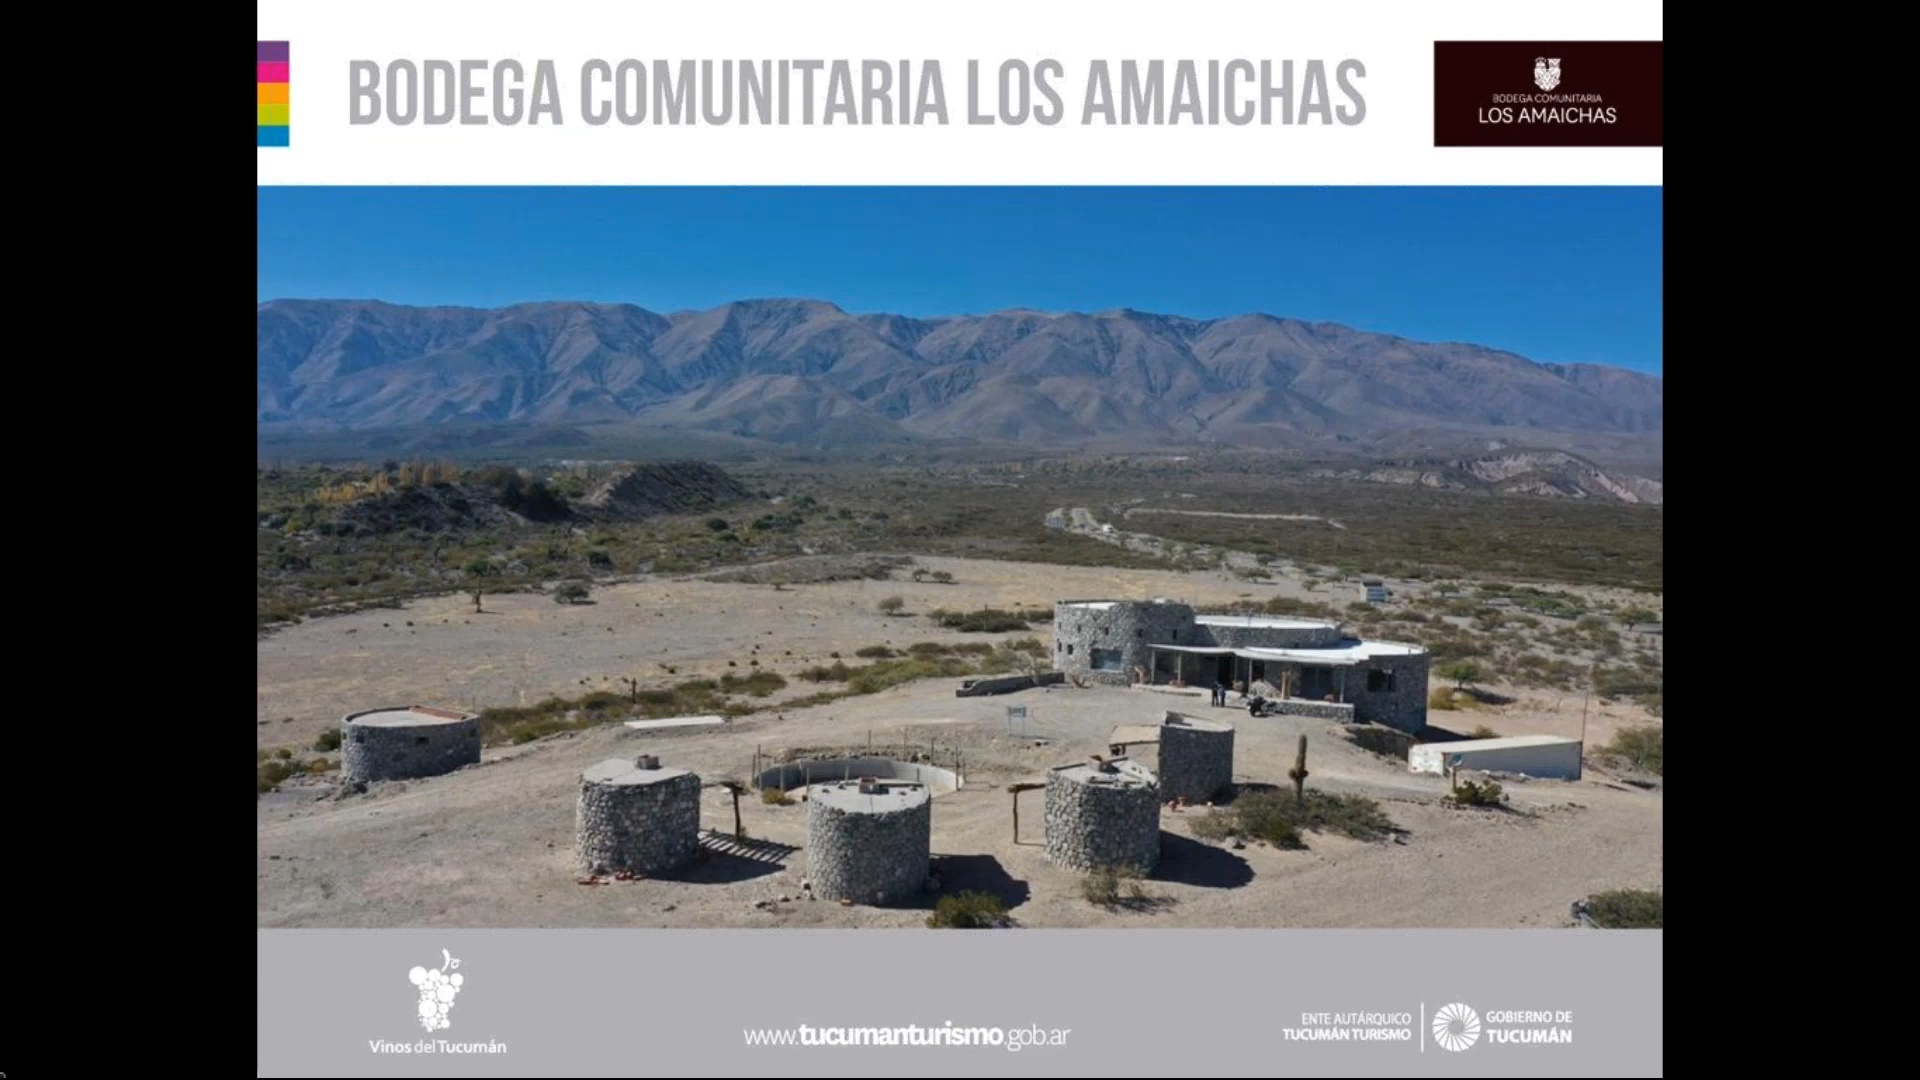 BODEGA COMUNITARIA LOS AMAICHAS
BODEGA COMUNITARIA
LOS AMAICHAS
Vinos del Tucumán
www.tucumanturismo.gob.ar
ENTE AUTÁRQUICO
TUCUMÁN TURISMO
GOBIERNO DE
TUCUMÁN